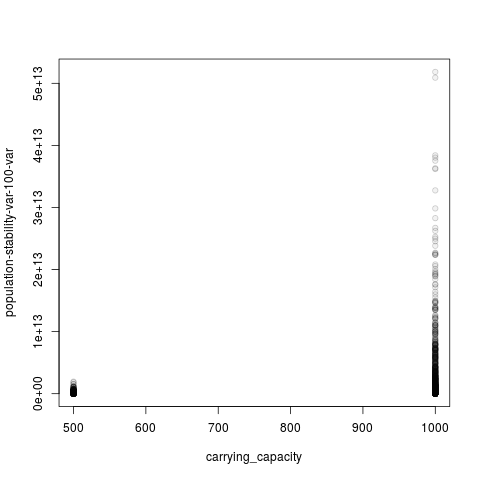 5e+13
4e+13
3e+13
2e+13
1e+13
0e+00
population-stability-var-100-var
500
600
700
800
900
1000
carrying_capacity